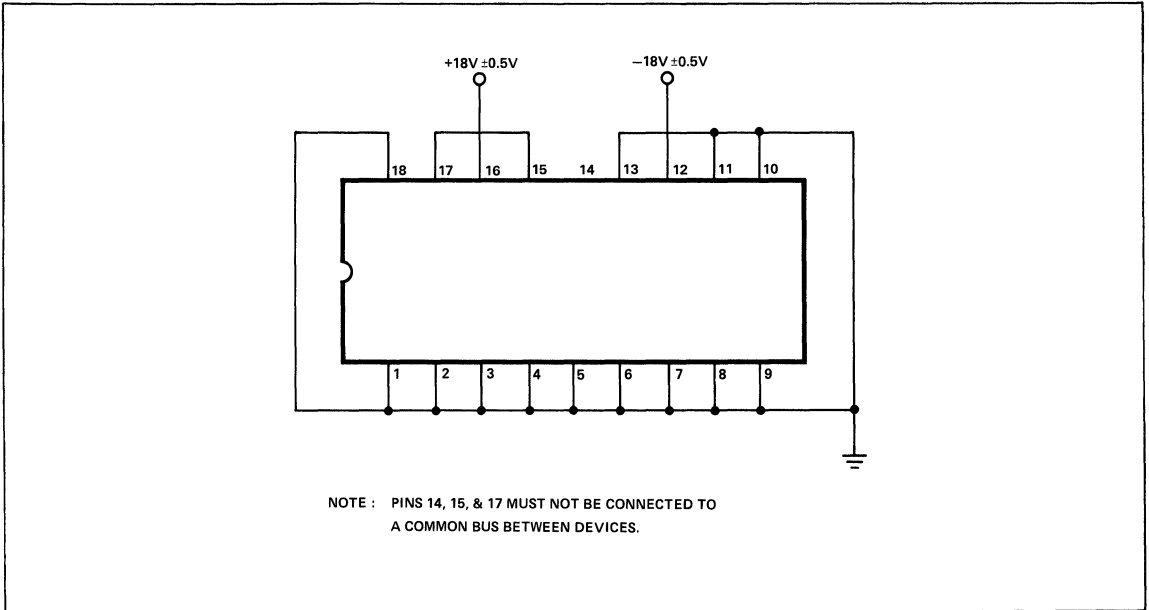 +18V ±0.5V
−18V ±0.5V
18 17 16 15 14 13 12 11 10
1 2 3 4 5 6 7 8 9
NOTE : PINS 14, 15, & 17 MUST NOT BE CONNECTED TO
A COMMON BUS BETWEEN DEVICES.